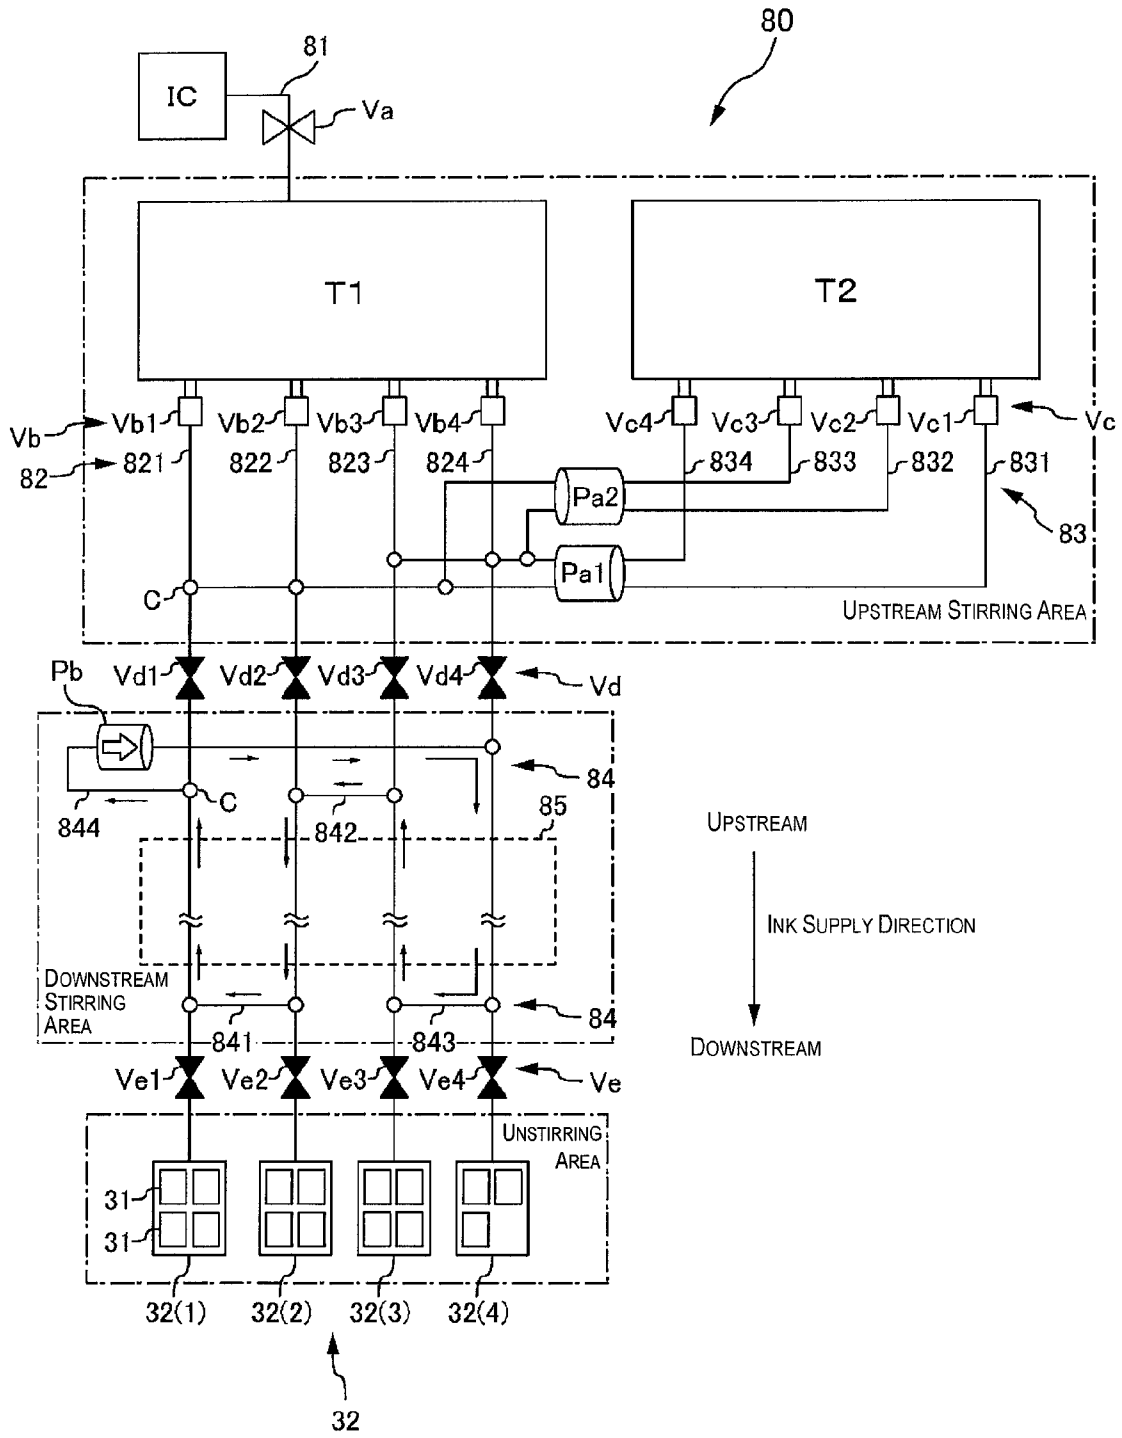 80
81
IC
Va
T1
T2
Vb1 Vb2 Vb3 Vb4 Vc4 Vc3 Vc2 Vc1
Vb
Vc
82
821 822 823 824 834 833 832 831
Pa2
83
Pa1
C
UPSTREAM STIRRING AREA
Vd1 Vd2 Vd3 Vd4
Vd
Pb
84
C
844
842
85
UPSTREAM
INK SUPPLY DIRECTION
DOWNSTREAM
STIRRING
AREA
84
841 843
DOWNSTREAM
Ve1 Ve2 Ve3 Ve4
Ve
UNSTIRRING
AREA
31
31
32(1) 32(2) 32(3) 32(4)
32